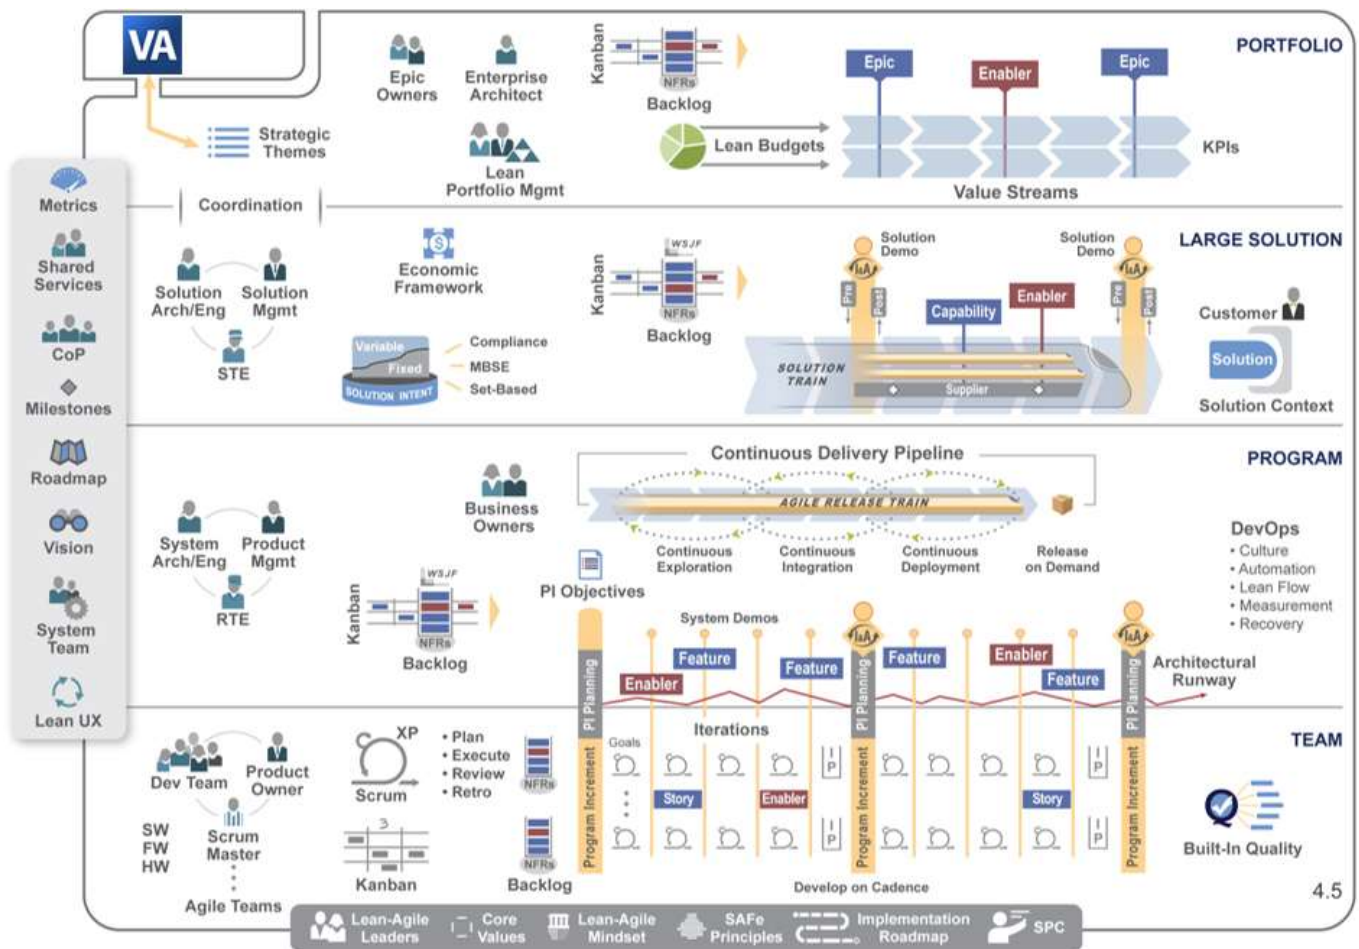 VA
PORTFOLIO
Epic
Owners
Enterprise
Architect
Kanban
NFRs
Backlog
Epic
Enabler
Epic
Strategic
Themes
Lean
Portfolio Mgmt
Lean Budgets
KPIs
Value Streams
Metrics
Shared
Services
CoP
Milestones
Roadmap
Vision
System
Team
Lean UX
Coordination
LARGE SOLUTION
Solution
Arch/Eng
Solution
Mgmt
STE
Economic
Framework
Variable
Fixed
SOLUTION INTENT
Compliance
MBSE
Set-Based
Kanban
WSJF
NFRs
Backlog
Solution
Demo
I&A
Pre
Post
Capability
Enabler
Solution
Demo
I&A
Pre
Post
SOLUTION
TRAIN
Supplier
Customer
Solution
Solution Context
PROGRAM
Continuous Delivery Pipeline
AGILE RELEASE TRAIN
Continuous
Exploration
Continuous
Integration
Continuous
Deployment
Release
on Demand
Business
Owners
System
Arch/Eng
Product
Mgmt
RTE
DevOps
• Culture
• Automation
• Lean Flow
• Measurement
• Recovery
Kanban
WSJF
NFRs
Backlog
PI Objectives
System Demos
PI Planning
Enabler
Feature
Feature
I&A
PI Planning
Feature
Enabler
Feature
I&A
PI Planning
Architectural
Runway
TEAM
Dev Team
Product
Owner
Scrum
Master
SW
FW
HW
Agile Teams
XP
Scrum
• Plan
• Execute
• Review
• Retro
3
Kanban
NFRs
NFRs
Backlog
Program Increment
Goals
Iterations
Story
Enabler
I
P
I
P
Program Increment
Story
I
P
I
P
Program Increment
Develop on Cadence
Built-In Quality
4.5
Lean-Agile
Leaders
Core
Values
Lean-Agile
Mindset
SAFe
Principles
Implementation
Roadmap
SPC